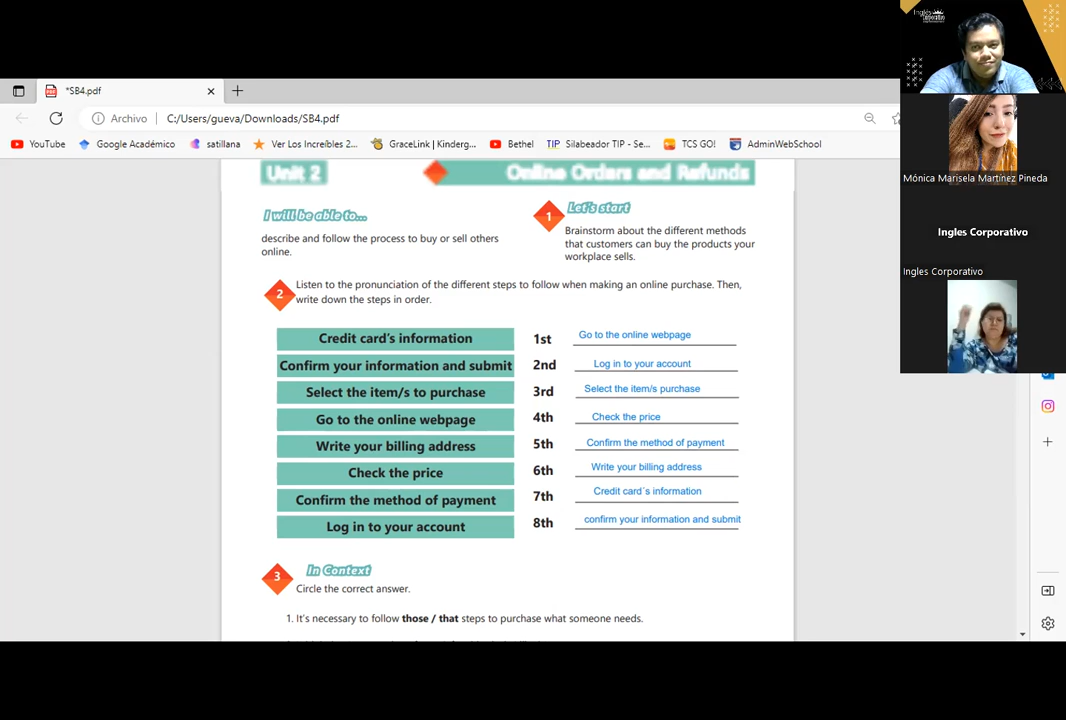 *SB4.pdf
Archivo
C:/Users/gueva/Downloads/SB4.pdf
YouTube
Google Académico
satillana
Ver Los Increíbles 2...
GraceLink | Kinderg...
Bethel
TIP
Silabeador TIP - Se...
TCS GO!
AdminWebSchool
Unit 2
Online Orders and Refunds
I will be able to...
describe and follow the process to buy or sell others
online.
1
Let's start
Brainstorm about the different methods
that customers can buy the products your
workplace sells.
2
Listen to the pronunciation of the different steps to follow when making an online purchase. Then,
write down the steps in order.
Credit card's information
1st
Go to the online webpage
Confirm your information and submit
2nd
Log in to your account
Select the item/s to purchase
3rd
Select the item/s purchase
Go to the online webpage
4th
Check the price
Write your billing address
5th
Confirm the method of payment
Check the price
6th
Write your billing address
Confirm the method of payment
7th
Credit card´s information
Log in to your account
8th
confirm your information and submit
3
In Context
Circle the correct answer.
1. It's necessary to follow those / that steps to purchase what someone needs.
Inglés
Corporativo
Mónica Marisela Martínez Pineda
Ingles Corporativo
Ingles Corporativo